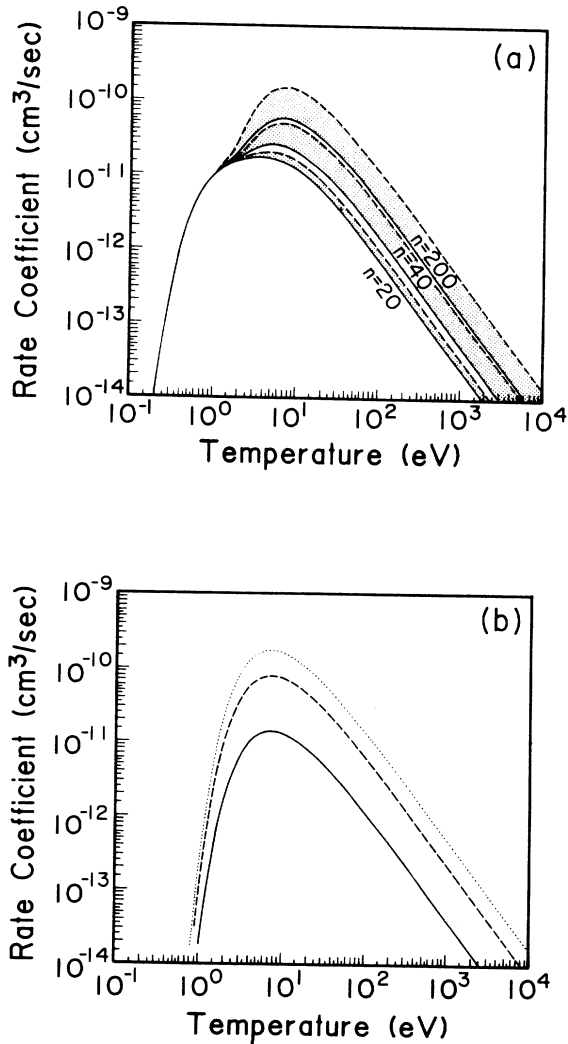 10⁻⁹
(a)
10⁻¹⁰
10⁻¹¹
10⁻¹²
10⁻¹³
10⁻¹⁴
Rate Coefficient (cm³/sec)
n=200
n=40
n=20
10⁻¹ 10⁰ 10¹ 10² 10³ 10⁴
Temperature (eV)
10⁻⁹
(b)
10⁻¹⁰
10⁻¹¹
10⁻¹²
10⁻¹³
10⁻¹⁴
Rate Coefficient (cm³/sec)
10⁻¹ 10⁰ 10¹ 10² 10³ 10⁴
Temperature (eV)